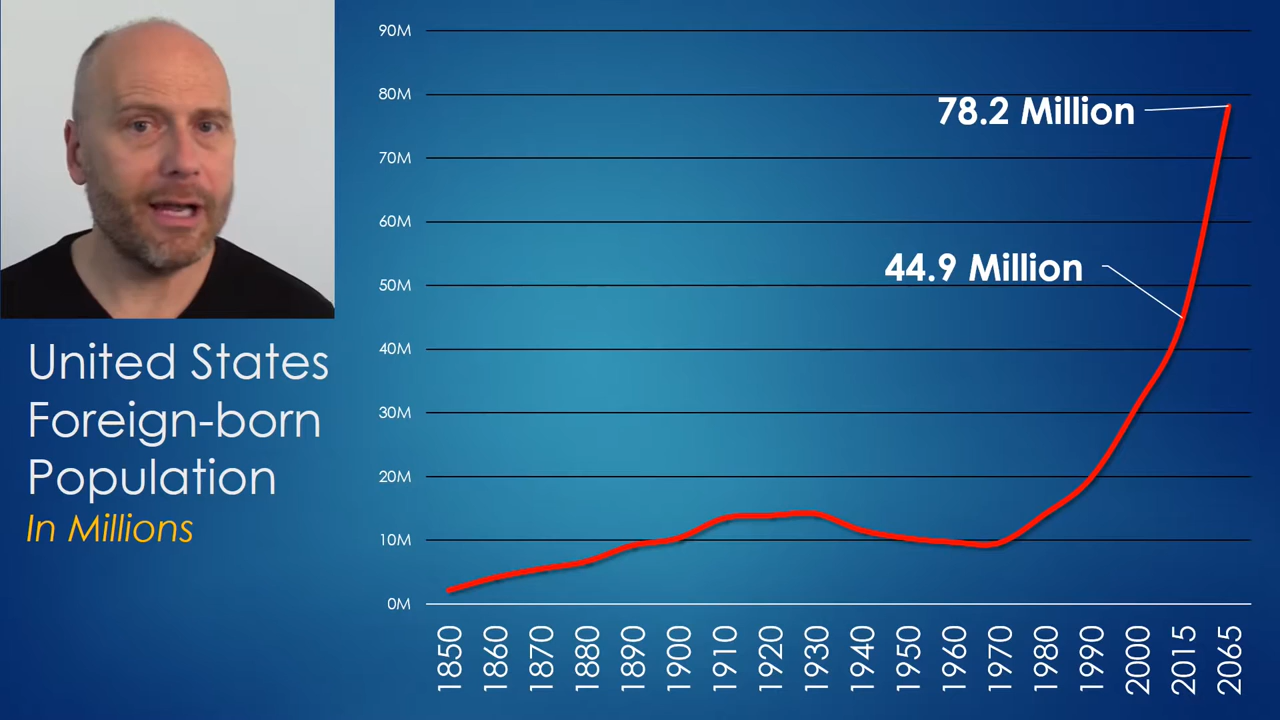 90M
80M
78.2 Million
70M
60M
44.9 Million
50M
United States
Foreign-born
Population
In Millions
40M
30M
20M
10M
0M
1850 1860 1870 1880 1890 1900 1910 1920 1930 1940 1950 1960 1970 1980 1990 2000 2015 2065